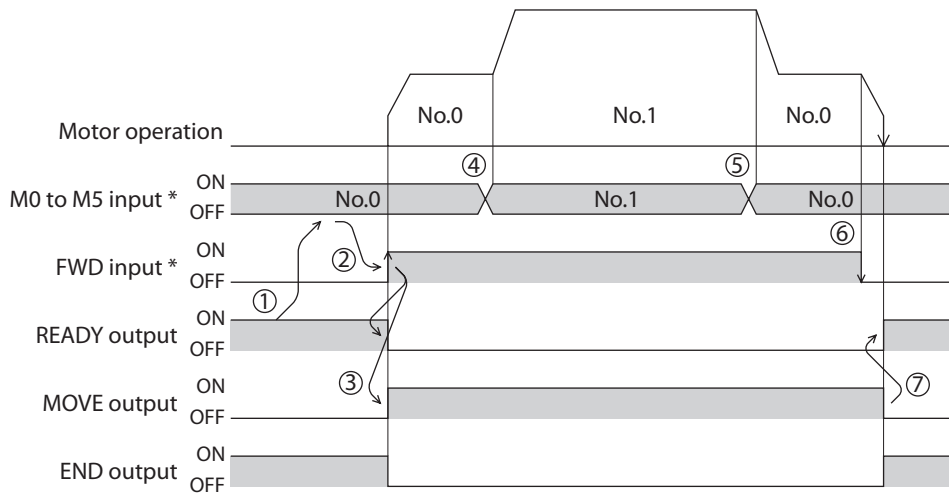 No.0 No.1 No.0
Motor operation
④ ⑤
M0 to M5 input * ON OFF No.0 No.1 No.0
② ⑥
FWD input * ON OFF
①
READY output ON OFF
③ ⑦
MOVE output ON OFF
END output ON OFF